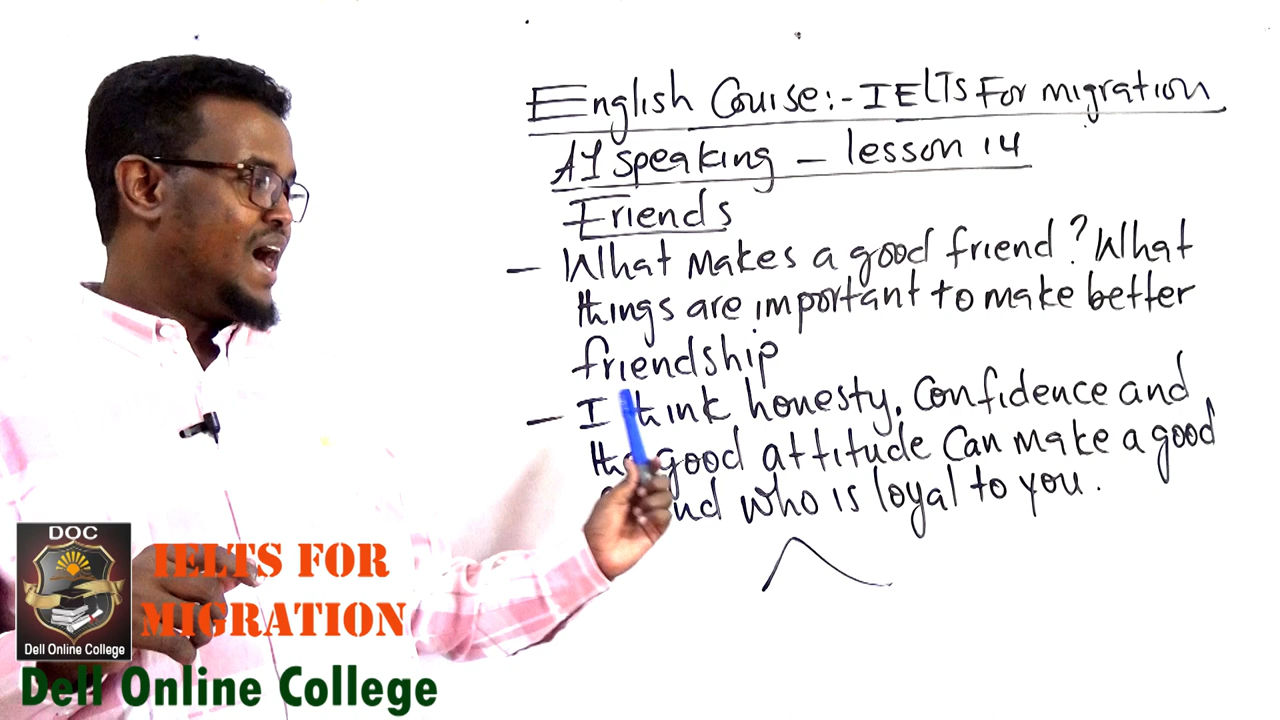 English Course:- IELTS For migration
AI speaking - lesson 14
Friends
- What makes a good friend? What
things are important to make better
friendship
- I think honesty, Confidence and
the good attitude Can make a good
who is loyal to you.
DOC
Dell Online College
IELTS FOR
MIGRATION
Dell Online College